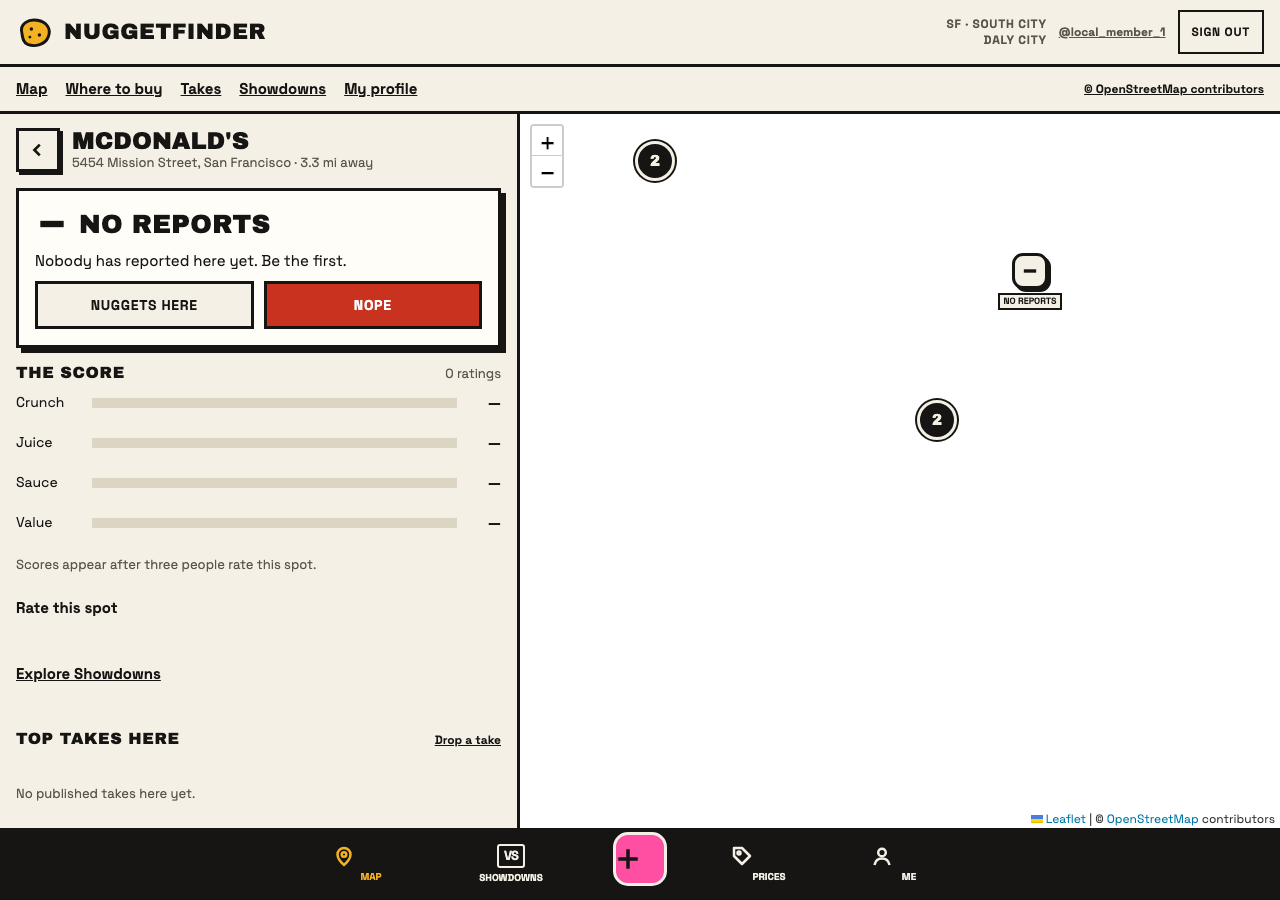 NUGGETFINDER
SF · SOUTH CITY
DALY CITY
@local_member_1
SIGN OUT
Map
Where to buy
Takes
Showdowns
My profile
© OpenStreetMap contributors
MCDONALD'S
5454 Mission Street, San Francisco · 3.3 mi away
— NO REPORTS
Nobody has reported here yet. Be the first.
NUGGETS HERE
NOPE
THE SCORE
0 ratings
Crunch —
Juice —
Sauce —
Value —
Scores appear after three people rate this spot.
Rate this spot
Explore Showdowns
TOP TAKES HERE
Drop a take
No published takes here yet.
+
−
2
–
NO REPORTS
2
Leaflet | © OpenStreetMap contributors
MAP
VS
SHOWDOWNS
+
PRICES
ME